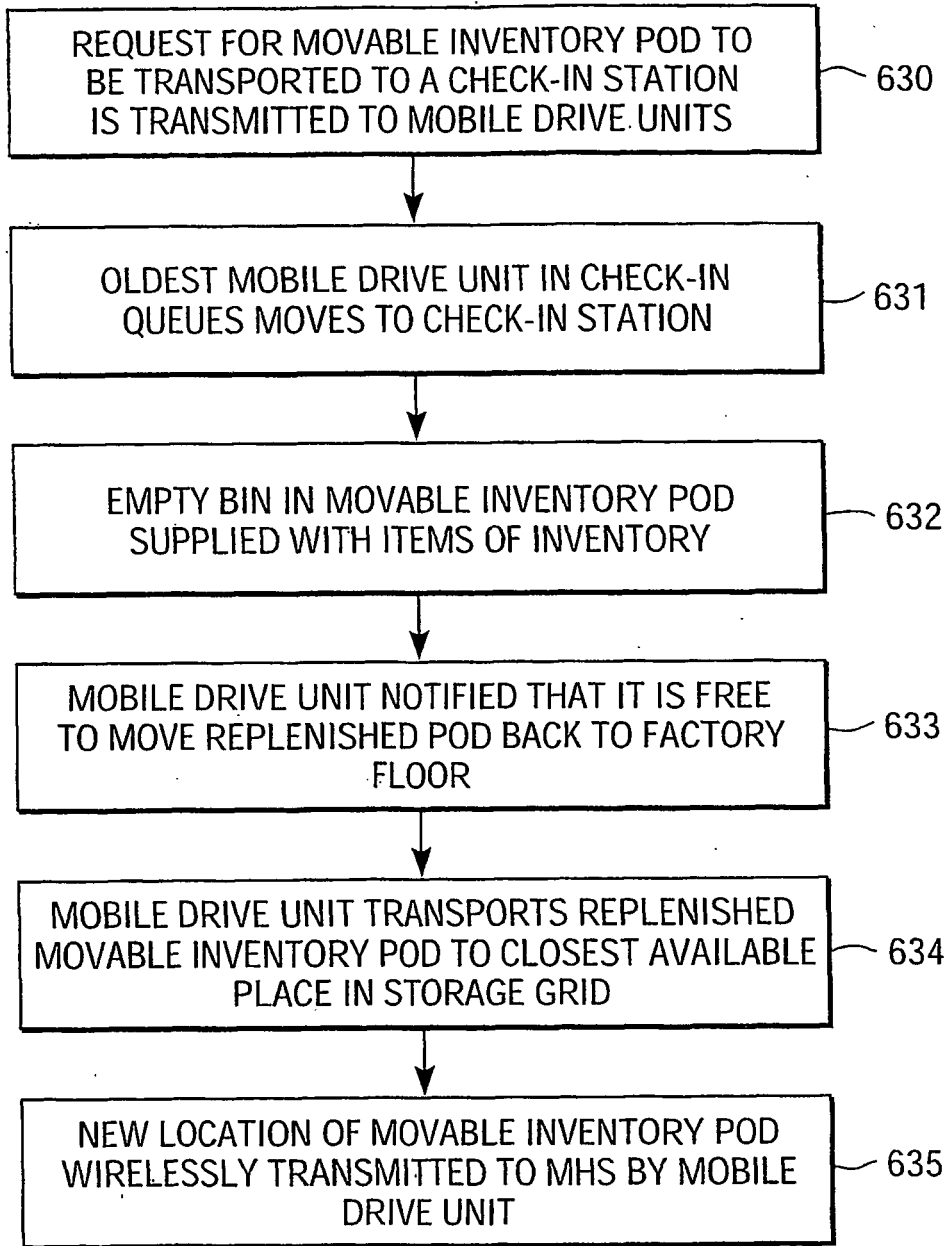 REQUEST FOR MOVABLE INVENTORY POD TO
BE TRANSPORTED TO A CHECK-IN STATION
IS TRANSMITTED TO MOBILE DRIVE UNITS
630
OLDEST MOBILE DRIVE UNIT IN CHECK-IN
QUEUES MOVES TO CHECK-IN STATION
631
EMPTY BIN IN MOVABLE INVENTORY POD
SUPPLIED WITH ITEMS OF INVENTORY
632
MOBILE DRIVE UNIT NOTIFIED THAT IT IS FREE
TO MOVE REPLENISHED POD BACK TO FACTORY
FLOOR
633
MOBILE DRIVE UNIT TRANSPORTS REPLENISHED
MOVABLE INVENTORY POD TO CLOSEST AVAILABLE
PLACE IN STORAGE GRID
634
NEW LOCATION OF MOVABLE INVENTORY POD
WIRELESSLY TRANSMITTED TO MHS BY MOBILE
DRIVE UNIT
635